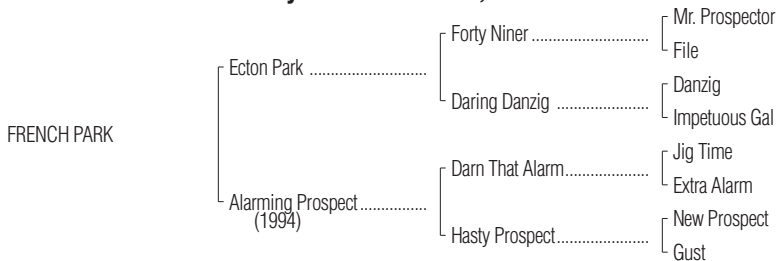 Mr. Prospector
Forty Niner
File
Ecton Park
Danzig
Daring Danzig
Impetuous Gal
FRENCH PARK
Jig Time
Darn That Alarm
Extra Alarm
Alarming Prospect
(1994)
New Prospect
Hasty Prospect
Gust